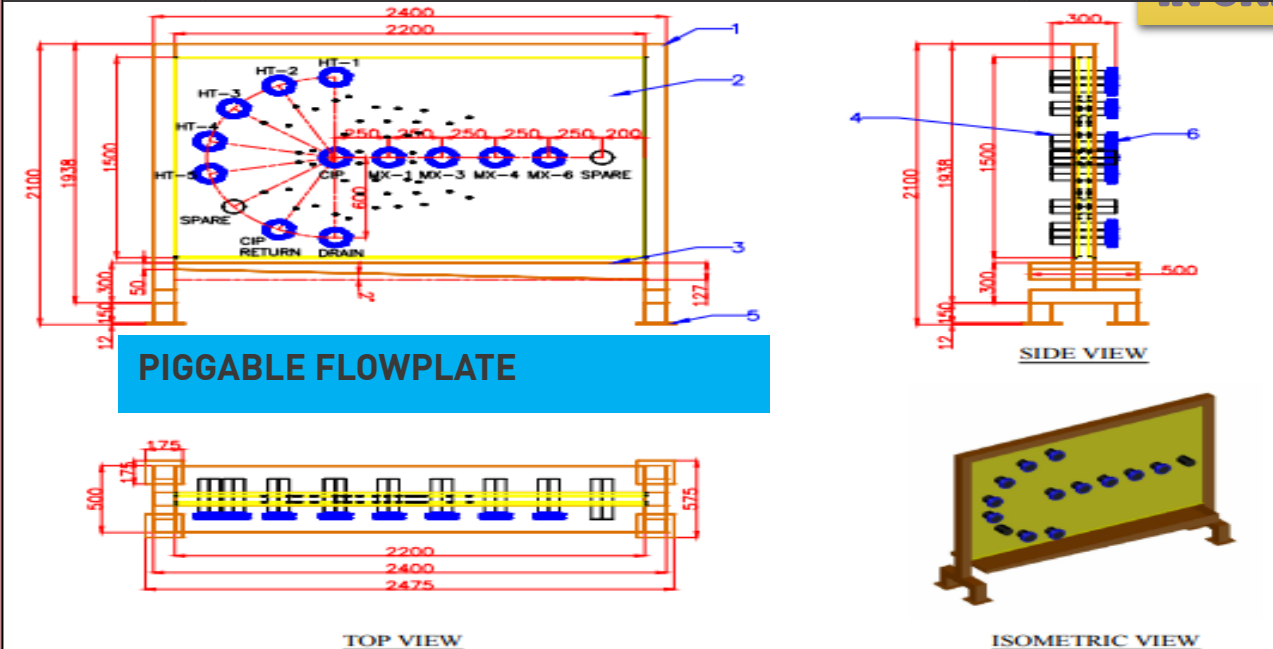 2400
2200
1
HT-1
HT-2
2
HT-3
HT-4
250 250 250 250 250 200
HT-5
CIP MX-1 MX-3 MX-4 MX-6 SPARE
600
SPARE
CIP
RETURN DRAIN
2100
1938
1500
3
300
50
127
150
12
5
PIGGABLE FLOWPLATE
300
4
6
2100
1938
1500
300
500
150
12
SIDE VIEW
175
175
500
575
2200
2400
2475
TOP VIEW
ISOMETRIC VIEW